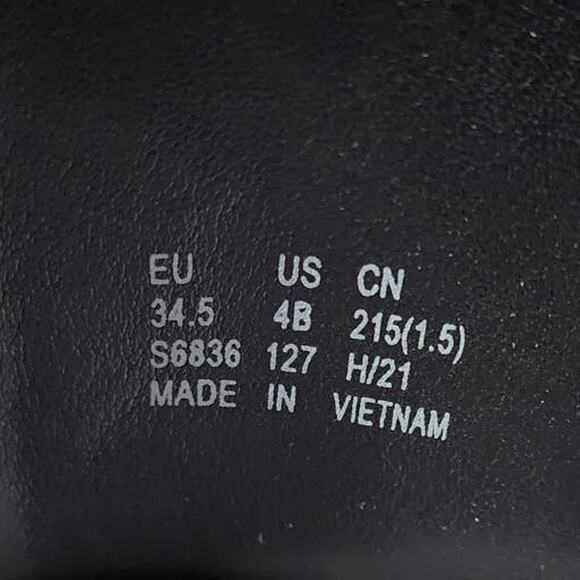 EU US CN
34.5 4B 215(1.5)
S6836 127 H/21
MADE IN VIETNAM